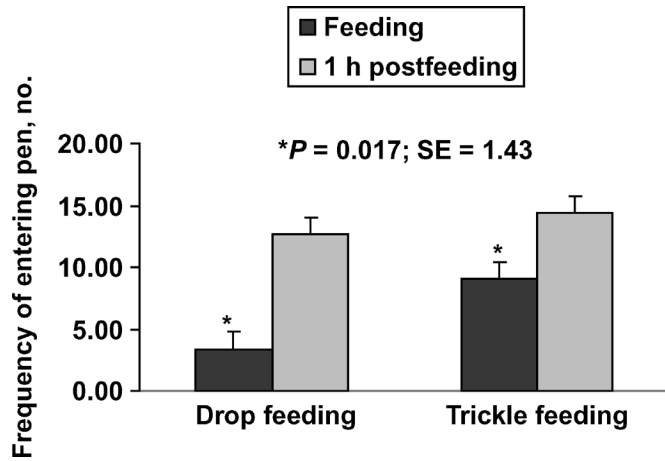 Feeding
1 h postfeeding
Frequency of entering pen, no.
20.00
15.00
10.00
5.00
0.00
*P = 0.017; SE = 1.43
*
*
Drop feeding
Trickle feeding